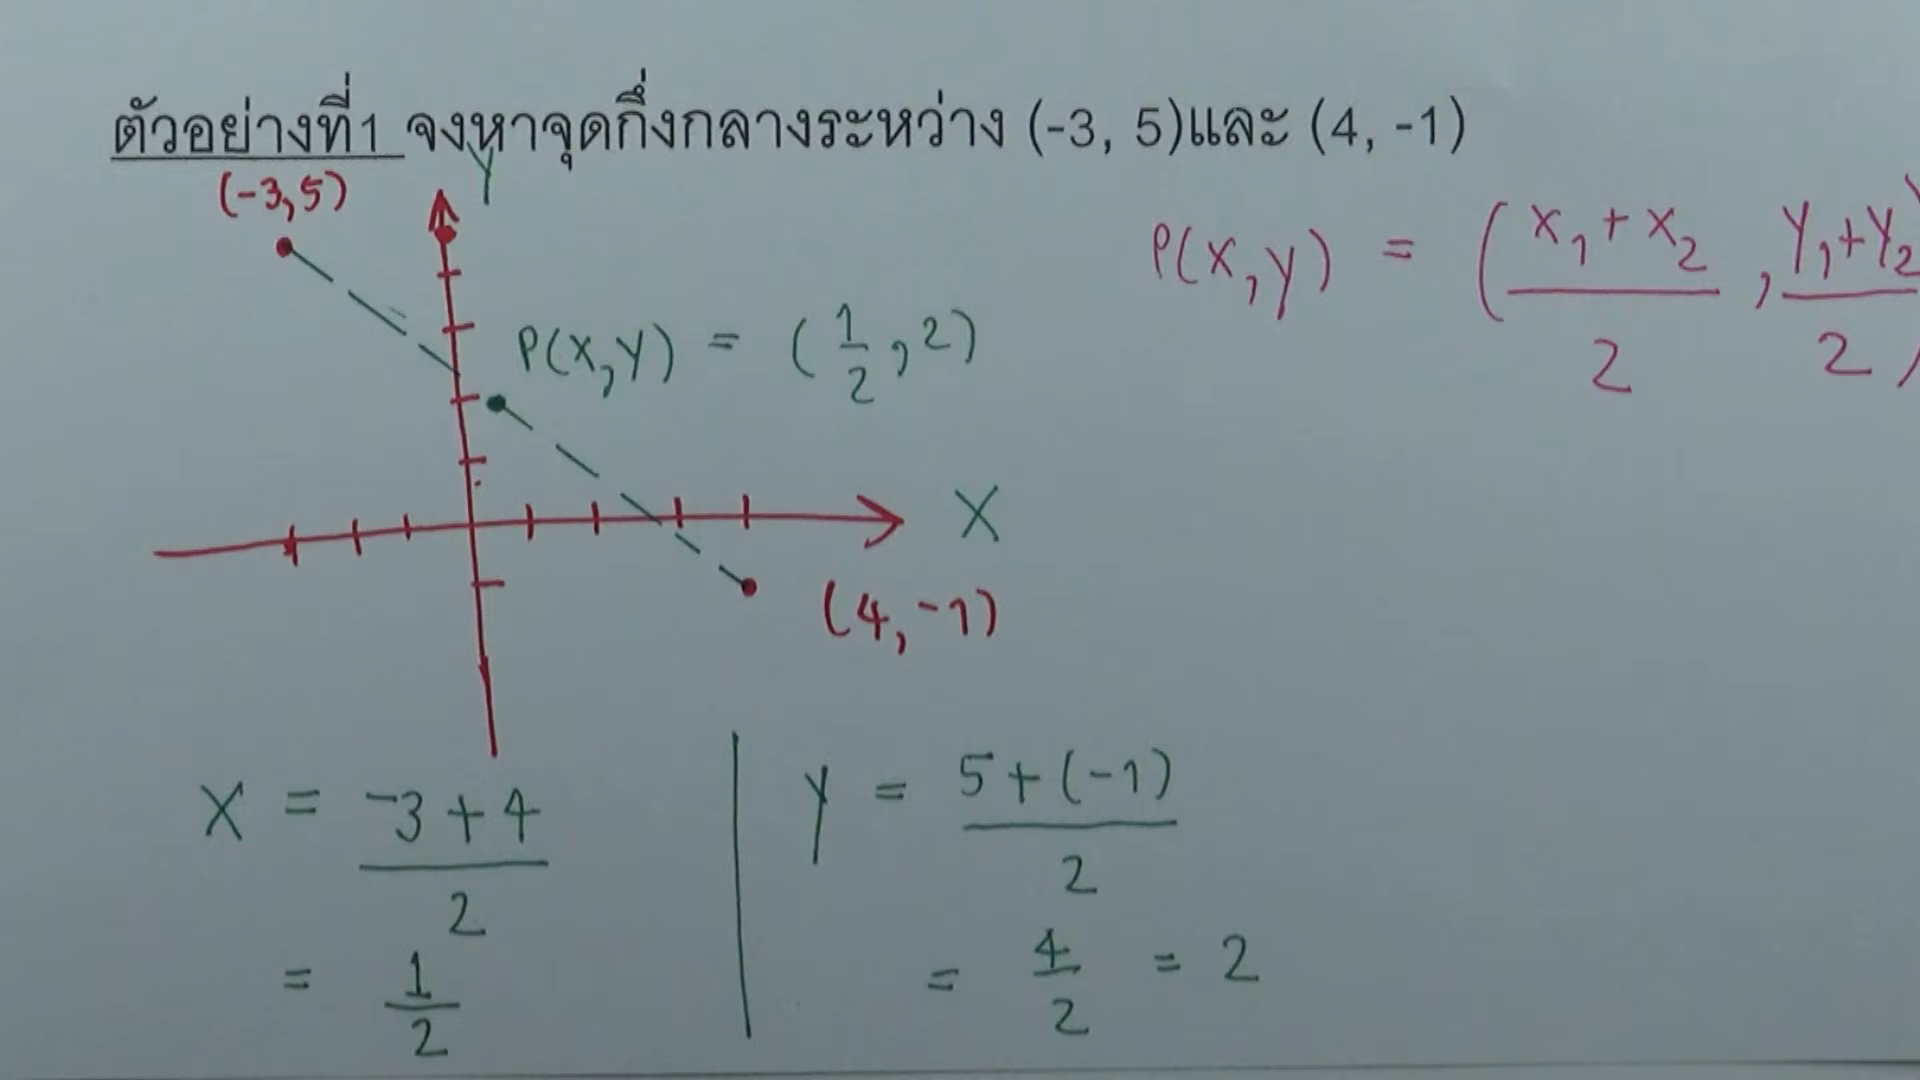 ตัวอย่างที่1 จงหาจุดกึ่งกลางระหว่าง (-3, 5)และ (4, -1)
(-3,5)
Y
P(x,y) = (x₁+x₂/2, y₁+y₂/2)
P(x,y) = (1/2, 2)
X
(4,-1)
x = -3+4/2
= 1/2
y = 5+(-1)/2
= 4/2 = 2